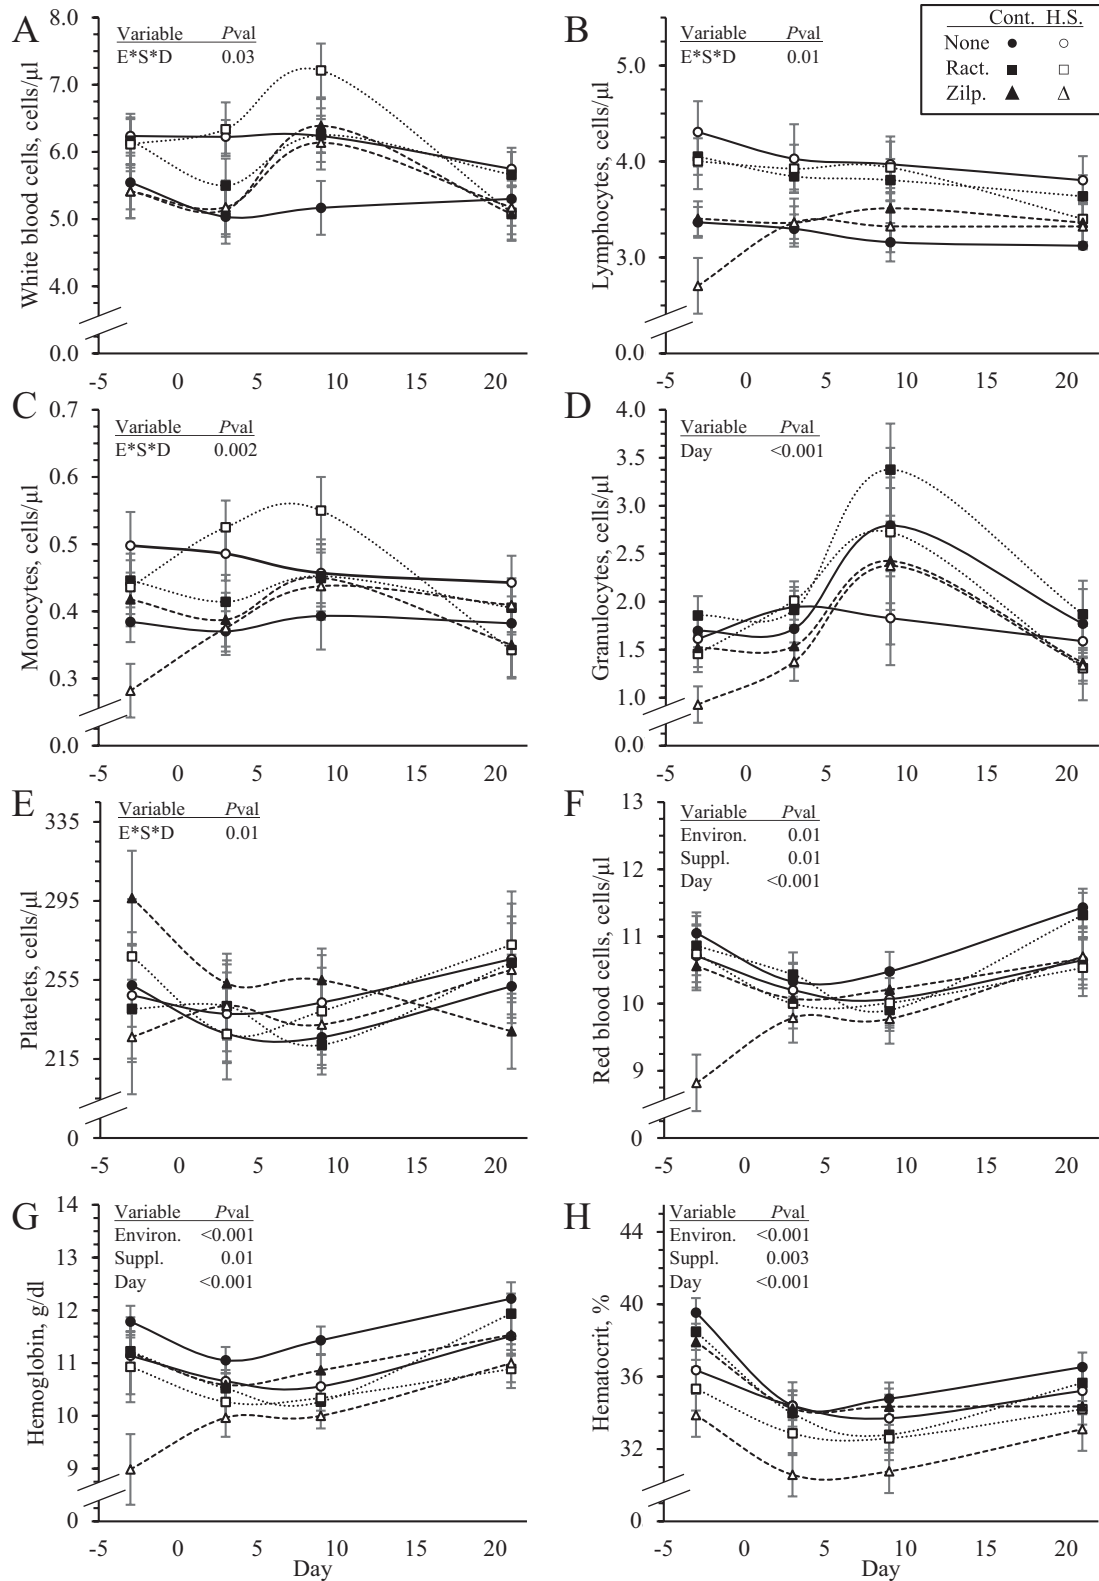 A
Variable Pval
E*S*D 0.03
White blood cells, cells/µl
8.0
7.0
6.0
5.0
4.0
0.0
-5 0 5 10 15 20
B
Variable Pval
E*S*D 0.01
Cont. H.S.
None
Ract.
Zilp.
Lymphocytes, cells/µl
5.0
4.0
3.0
0.0
-5 0 5 10 15 20
C
Variable Pval
E*S*D 0.002
Monocytes, cells/µl
0.7
0.6
0.5
0.4
0.3
0.0
-5 0 5 10 15 20
D
Variable Pval
Day <0.001
Granulocytes, cells/µl
4.0
3.5
3.0
2.5
2.0
1.5
1.0
0.0
-5 0 5 10 15 20
E
Variable Pval
E*S*D 0.01
Platelets, cells/µl
335
295
255
215
0
-5 0 5 10 15 20
F
Variable Pval
Environ. 0.01
Suppl. 0.01
Day <0.001
Red blood cells, cells/µl
13
12
11
10
9
0
-5 0 5 10 15 20
G
Variable Pval
Environ. <0.001
Suppl. 0.01
Day <0.001
Hemoglobin, g/dl
14
13
12
11
10
9
0
-5 0 5 10 15 20
Day
H
Variable Pval
Environ. <0.001
Suppl. 0.003
Day <0.001
Hematocrit, %
44
40
36
32
0
-5 0 5 10 15 20
Day